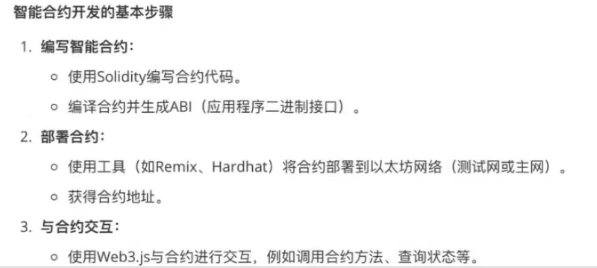 智能合约开发的基本步骤
1. 编写智能合约：
○ 使用Solidity编写合约代码。
○ 编译合约并生成ABI（应用程序二进制接口）。
2. 部署合约：
○ 使用工具（如Remix、Hardhat）将合约部署到以太坊网络（测试网或主网）。
○ 获得合约地址。
3. 与合约交互：
○ 使用Web3.js与合约进行交互，例如调用合约方法、查询状态等。